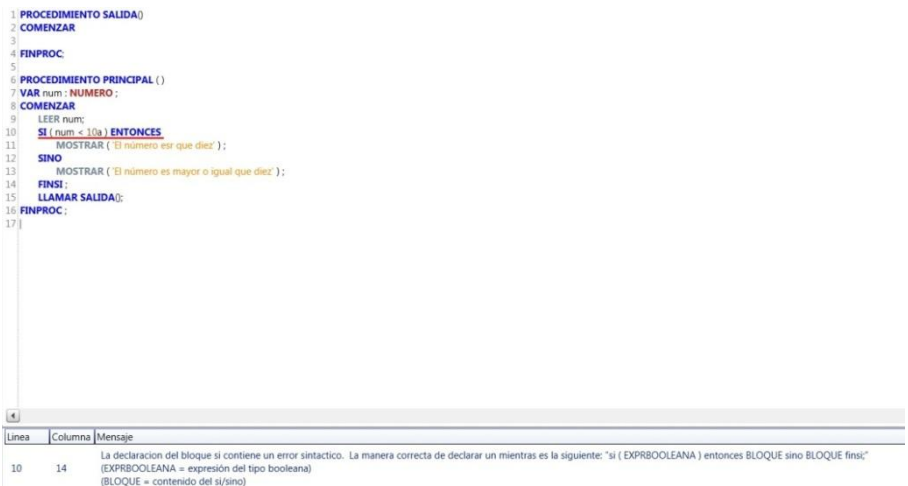 1 PROCEDIMIENTO SALIDA()
2 COMENZAR
3
4 FINPROC;
5
6 PROCEDIMIENTO PRINCIPAL ( )
7 VAR num : NUMERO ;
8 COMENZAR
9 LEER num;
10 SI ( num < 10a ) ENTONCES
11 MOSTRAR ( 'El número esr que diez' ) ;
12 SINO
13 MOSTRAR ( 'El número es mayor o igual que diez' ) ;
14 FINSI ;
15 LLAMAR SALIDA();
16 FINPROC ;
17
Linea Columna Mensaje
La declaracion del bloque si contiene un error sintactico. La manera correcta de declarar un mientras es la siguiente: "si ( EXPRBOOLEANA ) entonces BLOQUE sino BLOQUE finsi;"
10 14 (EXPRBOOLEANA = expresión del tipo booleana)
(BLOQUE = contenido del si/sino)